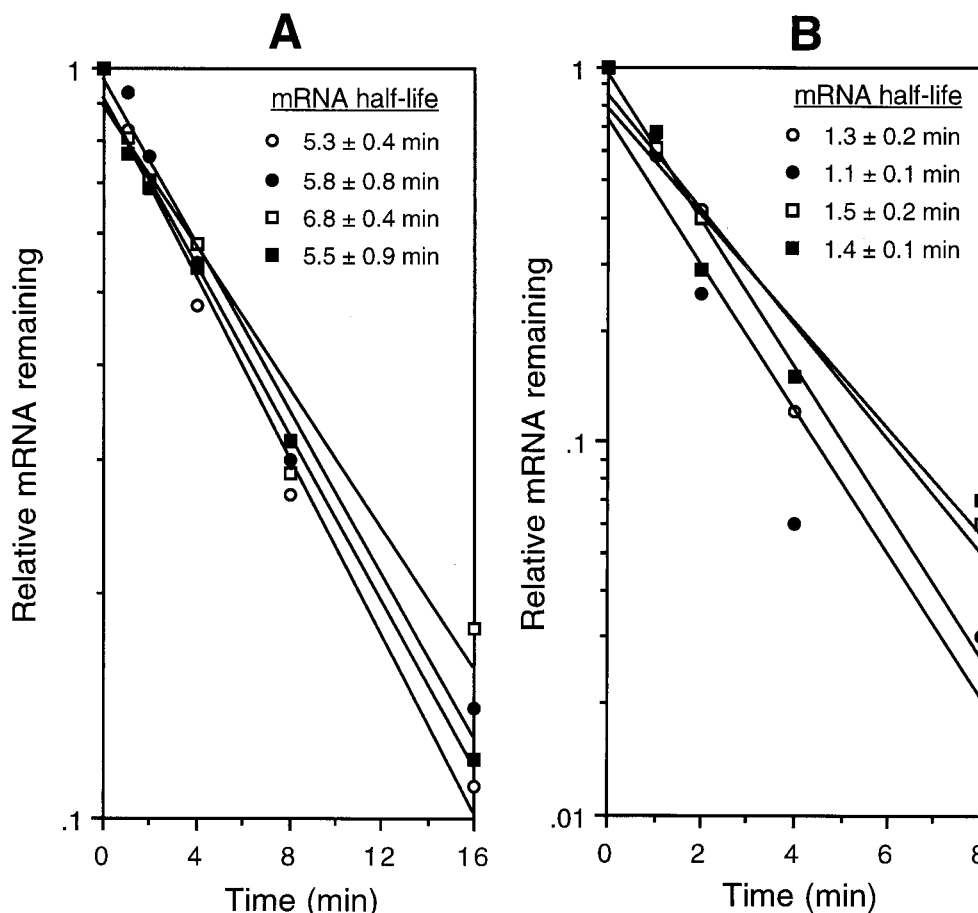 A
1
mRNA half-life
5.3 ± 0.4 min
5.8 ± 0.8 min
6.8 ± 0.4 min
5.5 ± 0.9 min
Relative mRNA remaining
.1
0
4
8
12
16
Time (min)
B
1
mRNA half-life
1.3 ± 0.2 min
1.1 ± 0.1 min
1.5 ± 0.2 min
1.4 ± 0.1 min
Relative mRNA remaining
.1
.01
0
2
4
6
8
Time (min)